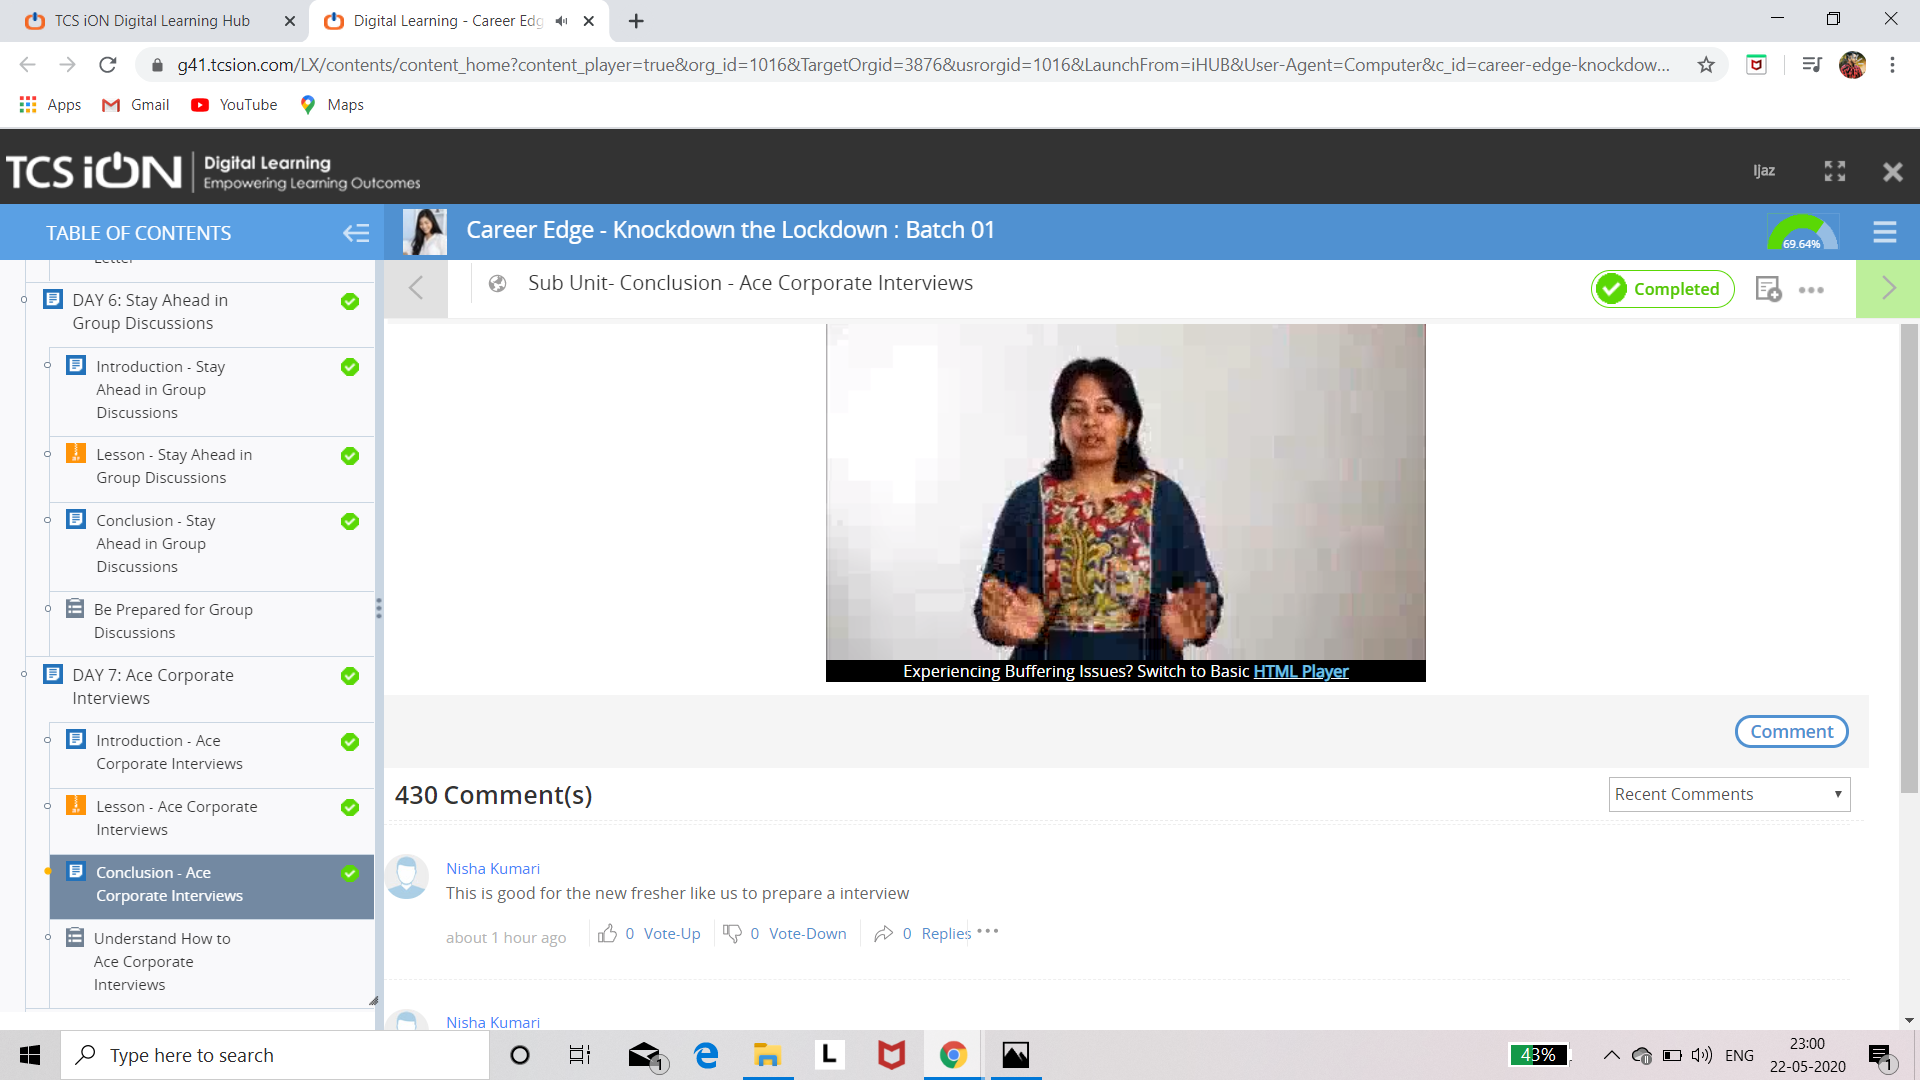 TCS iON Digital Learning Hub
Digital Learning - Career Edg
g41.tcsion.com/LX/contents/content_home?content_player=true&org_id=1016&TargetOrgid=3876&usrorgid=1016&LaunchFrom=iHUB&User-Agent=Computer&c_id=career-edge-knockdow...
Apps
Gmail
YouTube
Maps
TCS iON
Digital Learning
Empowering Learning Outcomes
Ijaz
TABLE OF CONTENTS
Career Edge - Knockdown the Lockdown : Batch 01
69.64%
Letter
DAY 6: Stay Ahead in
Group Discussions
Introduction - Stay
Ahead in Group
Discussions
Lesson - Stay Ahead in
Group Discussions
Conclusion - Stay
Ahead in Group
Discussions
Be Prepared for Group
Discussions
DAY 7: Ace Corporate
Interviews
Introduction - Ace
Corporate Interviews
Lesson - Ace Corporate
Interviews
Conclusion - Ace
Corporate Interviews
Understand How to
Ace Corporate
Interviews
Sub Unit- Conclusion - Ace Corporate Interviews
Completed
Experiencing Buffering Issues? Switch to Basic HTML Player
Comment
430 Comment(s)
Recent Comments
Nisha Kumari
This is good for the new fresher like us to prepare a interview
about 1 hour ago
0 Vote-Up
0 Vote-Down
0 Replies
Nisha Kumari
Type here to search
1
L
43%
ENG
23:00
22-05-2020
1